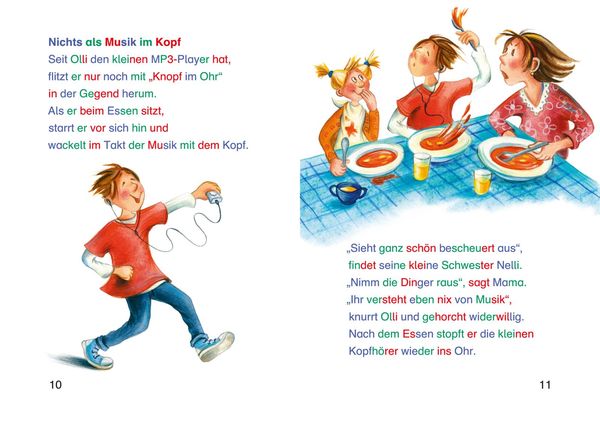 Nichts als Musik im Kopf
Seit Olli den kleinen MP3-Player hat,
flitzt er nur noch mit „Knopf im Ohr“
in der Gegend herum.
Als er beim Essen sitzt,
starrt er vor sich hin und
wackelt im Takt der Musik mit dem Kopf.
10
„Sieht ganz schön bescheuert aus“,
findet seine kleine Schwester Nelli.
„Nimm die Dinger raus“, sagt Mama.
„Ihr versteht eben nix von Musik“,
knurrt Olli und gehorcht widerwillig.
Nach dem Essen stopft er die kleinen
Kopfhörer wieder ins Ohr.
11